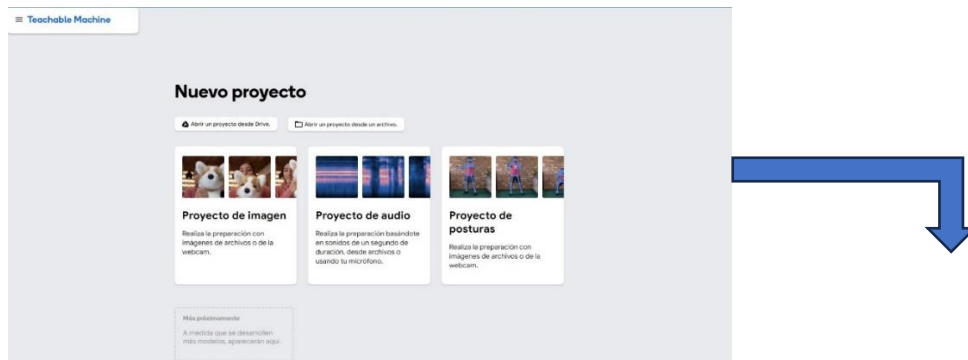 Teachable Machine
Nuevo proyecto
Abrir un proyecto desde Drive.
Abrir un proyecto desde un archivo.
Proyecto de imagen
Realiza la preparación con
imágenes de archivos o de la
webcam.
Proyecto de audio
Realiza la preparación basándote
en sonidos de un segundo de
duración, desde archivos o
usando tu micrófono.
Proyecto de
posturas
Realiza la preparación con
imágenes de archivos o de la
webcam.
Más próximamente
A medida que se desarrollen
más modelos, aparecerán aquí.